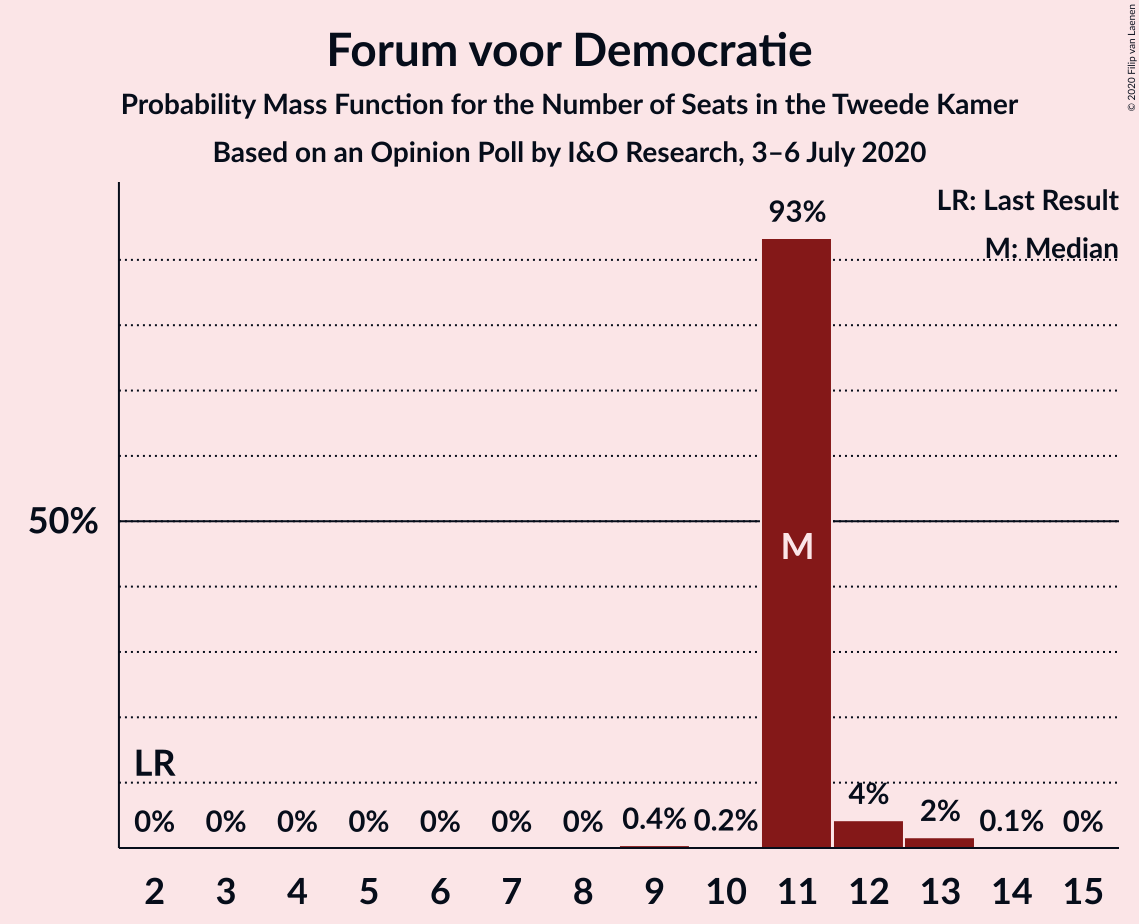 Forum voor Democratie
Probability Mass Function for the Number of Seats in the Tweede Kamer
Based on an Opinion Poll by I&O Research, 3–6 July 2020
© 2020 Filip van Laenen
LR: Last Result
M: Median
93%
50%
M
LR
0% 0% 0% 0% 0% 0% 0% 0.4% 0.2% 4% 2% 0.1% 0%
2 3 4 5 6 7 8 9 10 11 12 13 14 15